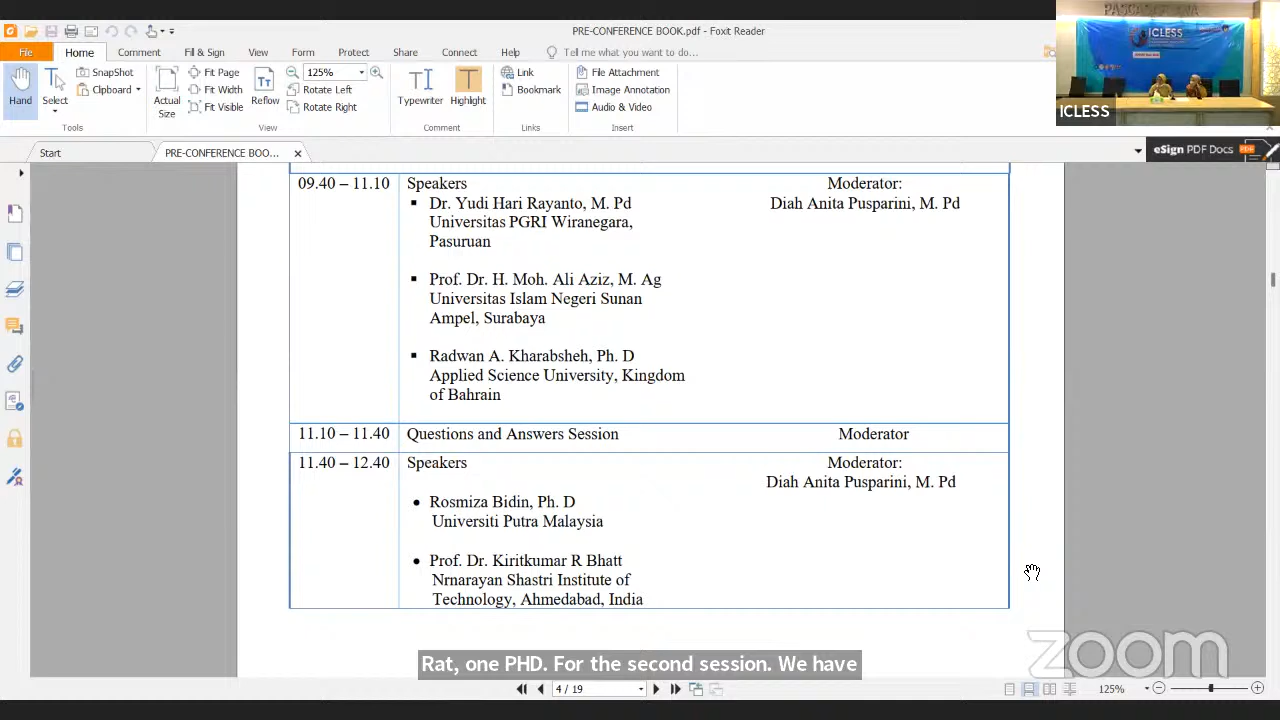 PRE-CONFERENCE BOOK.pdf - Foxit Reader
File
Home
Comment
Fill & Sign
View
Form
Protect
Share
Connect
Help
Tell me what you want to do...
Hand
Select
SnapShot
Clipboard
Tools
Actual
Size
Fit Page
Fit Width
Fit Visible
Reflow
125%
Rotate Left
Rotate Right
View
Typewriter
Highlight
Comment
Link
Bookmark
Links
File Attachment
Image Annotation
Audio & Video
Insert
ICLESS
ICLESS
Start
PRE-CONFERENCE BOO...
eSign PDF Docs
09.40 – 11.10 Speakers Moderator:
▪ Dr. Yudi Hari Rayanto, M. Pd Diah Anita Pusparini, M. Pd
Universitas PGRI Wiranegara,
Pasuruan
▪ Prof. Dr. H. Moh. Ali Aziz, M. Ag
Universitas Islam Negeri Sunan
Ampel, Surabaya
▪ Radwan A. Kharabsheh, Ph. D
Applied Science University, Kingdom
of Bahrain
11.10 – 11.40 Questions and Answers Session Moderator
11.40 – 12.40 Speakers Moderator:
Diah Anita Pusparini, M. Pd
• Rosmiza Bidin, Ph. D
Universiti Putra Malaysia
• Prof. Dr. Kiritkumar R Bhatt
Nrnarayan Shastri Institute of
Technology, Ahmedabad, India
zoom
Rat, one PHD. For the second session. We have
4 / 19
125%